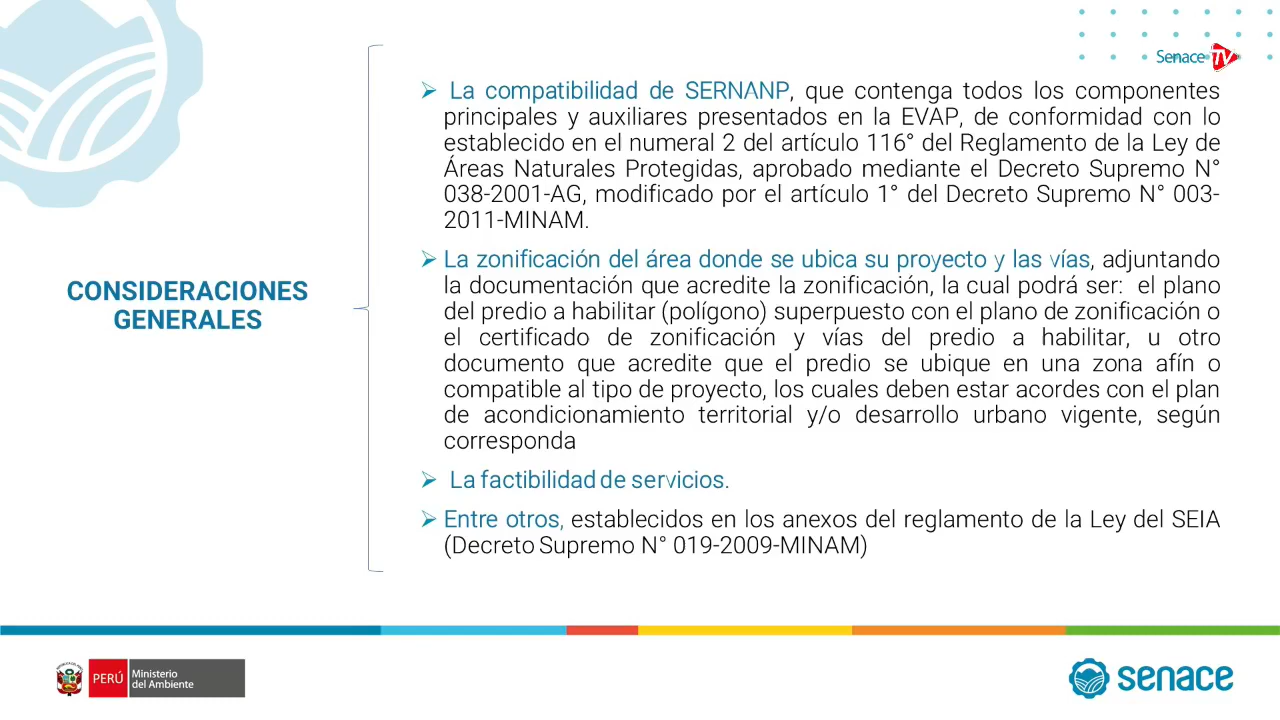 Senace TV
CONSIDERACIONES
GENERALES
➢ La compatibilidad de SERNANP, que contenga todos los componentes
principales y auxiliares presentados en la EVAP, de conformidad con lo
establecido en el numeral 2 del artículo 116° del Reglamento de la Ley de
Áreas Naturales Protegidas, aprobado mediante el Decreto Supremo N°
038-2001-AG, modificado por el artículo 1° del Decreto Supremo N° 003-
2011-MINAM.
➢ La zonificación del área donde se ubica su proyecto y las vías, adjuntando
la documentación que acredite la zonificación, la cual podrá ser: el plano
del predio a habilitar (polígono) superpuesto con el plano de zonificación o
el certificado de zonificación y vías del predio a habilitar, u otro
documento que acredite que el predio se ubique en una zona afín o
compatible al tipo de proyecto, los cuales deben estar acordes con el plan
de acondicionamiento territorial y/o desarrollo urbano vigente, según
corresponda
➢ La factibilidad de servicios.
➢ Entre otros, establecidos en los anexos del reglamento de la Ley del SEIA
(Decreto Supremo N° 019-2009-MINAM)
PERÚ
Ministerio
del Ambiente
senace